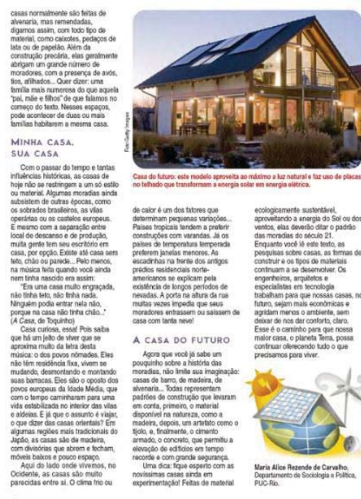 casas normalmente são feitas de
alvenaria, mas remendadas,
digamos assim, com todo tipo de
material, como caixotes, pedaços de
lata ou de papelão. Além da
construção precária, elas geralmente
abrigam um grande número de
moradores, com a presença de avós,
tios, afilhados... Quer dizer: uma
família mais numerosa do que aquela
"pai, mãe e filhos" de que falamos no
começo do texto. Nesses espaços,
pode acontecer de duas ou mais
famílias habitarem a mesma casa.
MINHA CASA,
SUA CASA
Com o passar do tempo e tantas
influências históricas, as casas de
hoje não se restringem a um só estilo
ou material. Algumas moradias ainda
subsistem de outras épocas, como
os sobrados brasileiros, as vilas
operárias ou os castelos europeus.
E mesmo com a separação entre
local de descanso e de produção,
muita gente tem seu escritório em
casa, por opção. Existe até casa sem
teto, chão ou parede... Pelo menos,
na música feita quando você ainda
nem tinha nascido era assim:
"Era uma casa muito engraçada,
não tinha teto, não tinha nada.
Ninguém podia entrar nela não,
porque na casa não tinha chão..."
(A Casa, de Toquinho)
Casa curiosa, essa! Pois saiba
que há um jeito de viver que se
aproxima muito da letra desta
música: o dos povos nômades. Eles
não têm residência fixa, vivem se
mudando, desmontando e montando
suas barracas. Eles são o oposto dos
povos europeus da Idade Média, que
com o tempo caminharam para uma
vida estabilizada no interior das vilas
e aldeias. E já que o assunto é viajar,
o que dizer das casas orientais? Em
algumas regiões mais tradicionais do
Japão, as casas são de madeira,
com divisórias que abrem e fecham,
móveis baixos e pouco espaço.
Aqui do lado onde vivemos, no
Ocidente, as casas são muito
parecidas entre si. O clima frio ou
Foto Getty Images
Casa do futuro: este modelo aproveita ao máximo a luz natural e faz uso de placas
no telhado que transformam a energia solar em energia elétrica.
de calor é um dos fatores que
determinam pequenas variações...
Países tropicais tendem a preferir
construções com varandas. Já os
países de temperatura temperada
preferem janelas menores. As
escadinhas na frente dos antigos
prédios residenciais norte-
americanos se explicam pela
existência de longos períodos de
nevadas. A porta na altura da rua
muitas vezes impedia que seus
moradores entrassem ou saíssem de
casa com tanta neve!
A CASA DO FUTURO
Agora que você já sabe um
pouquinho sobre a história das
moradias, não limite sua imaginação:
casas de barro, de madeira, de
alvenaria... Todas representam
padrões de construção que levaram
em conta, primeiro, o material
disponível na natureza, como a
madeira, depois, um artefato como o
tijolo, e, finalmente, o cimento
armado, o concreto, que permitiu a
elevação de edifícios em tempo
recorde e com grande segurança.
Uma dica: fique esperto com as
novíssimas casas ainda em
experimentação! Feitas de material
ecologicamente sustentável,
aproveitando a energia do Sol ou dos
ventos, elas deverão ditar o padrão
das moradias do século 21.
Enquanto você lê este texto, as
pesquisas sobre casas, as formas de
construir e os tipos de materiais
continuam a se desenvolver. Os
engenheiros, arquitetos e
especialistas em tecnologia
trabalham para que nossas casas, no
futuro, sejam mais econômicas e
agridam menos o ambiente, sem
deixar de nos dar conforto, claro.
Esse é o caminho para que nossa
maior casa, o planeta Terra, possa
continuar oferecendo tudo o que
precisamos para viver.
Maria Alice Rezende de Carvalho,
Departamento de Sociologia e Política,
PUC-Rio.